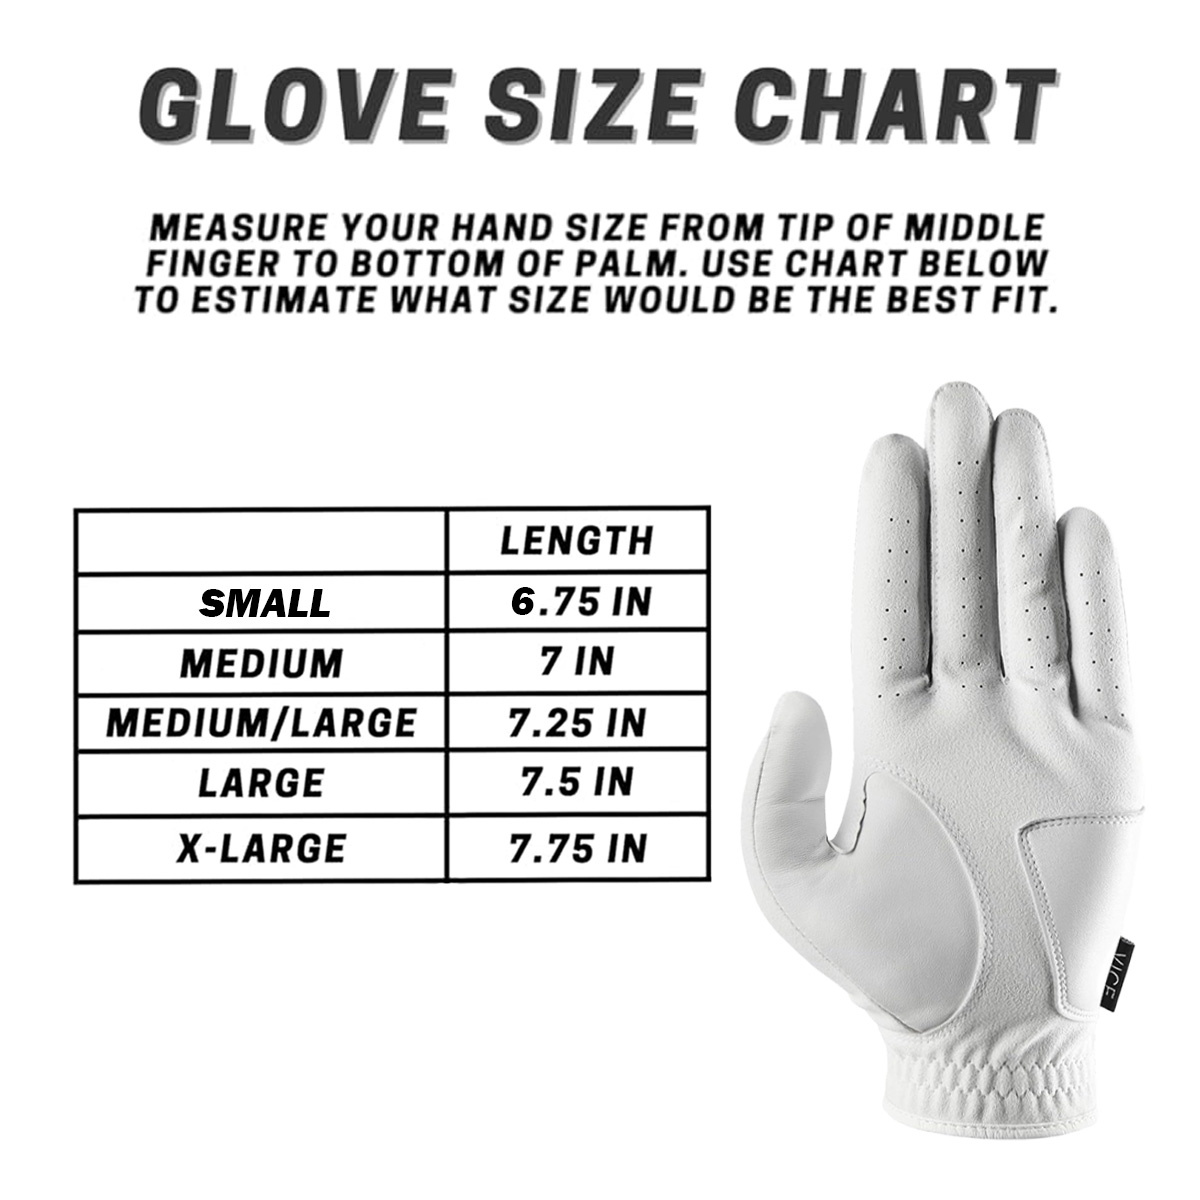 GLOVE SIZE CHART
MEASURE YOUR HAND SIZE FROM TIP OF MIDDLE
FINGER TO BOTTOM OF PALM. USE CHART BELOW
TO ESTIMATE WHAT SIZE WOULD BE THE BEST FIT.
LENGTH
SMALL 6.75 IN
MEDIUM 7 IN
MEDIUM/LARGE 7.25 IN
LARGE 7.5 IN
X-LARGE 7.75 IN
VICE